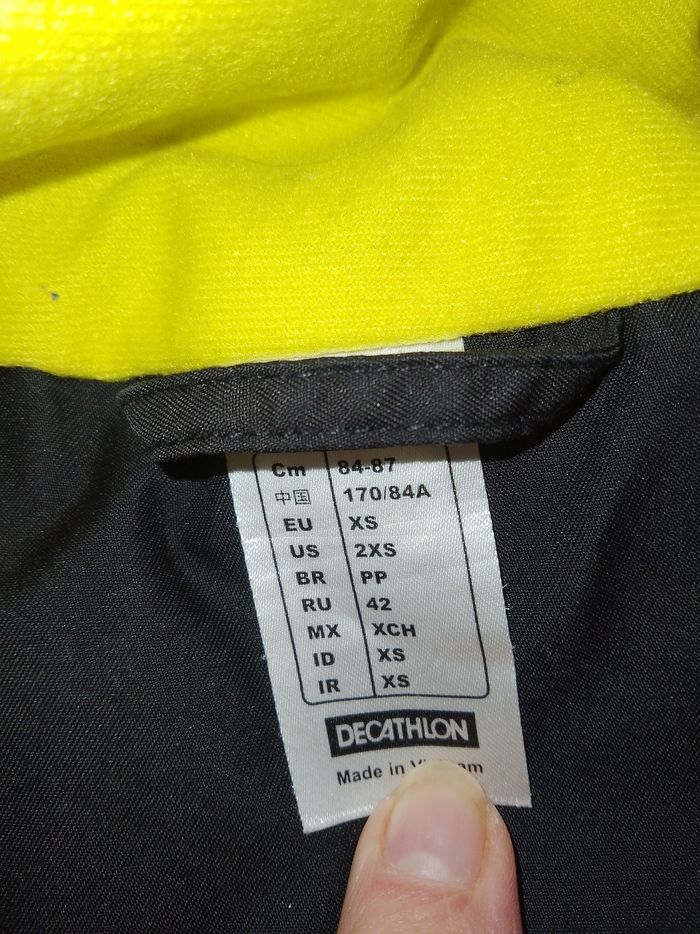 Cm 84-87
中国 170/84A
EU XS
US 2XS
BR PP
RU 42
MX XCH
ID XS
IR XS
DECATHLON
Made in